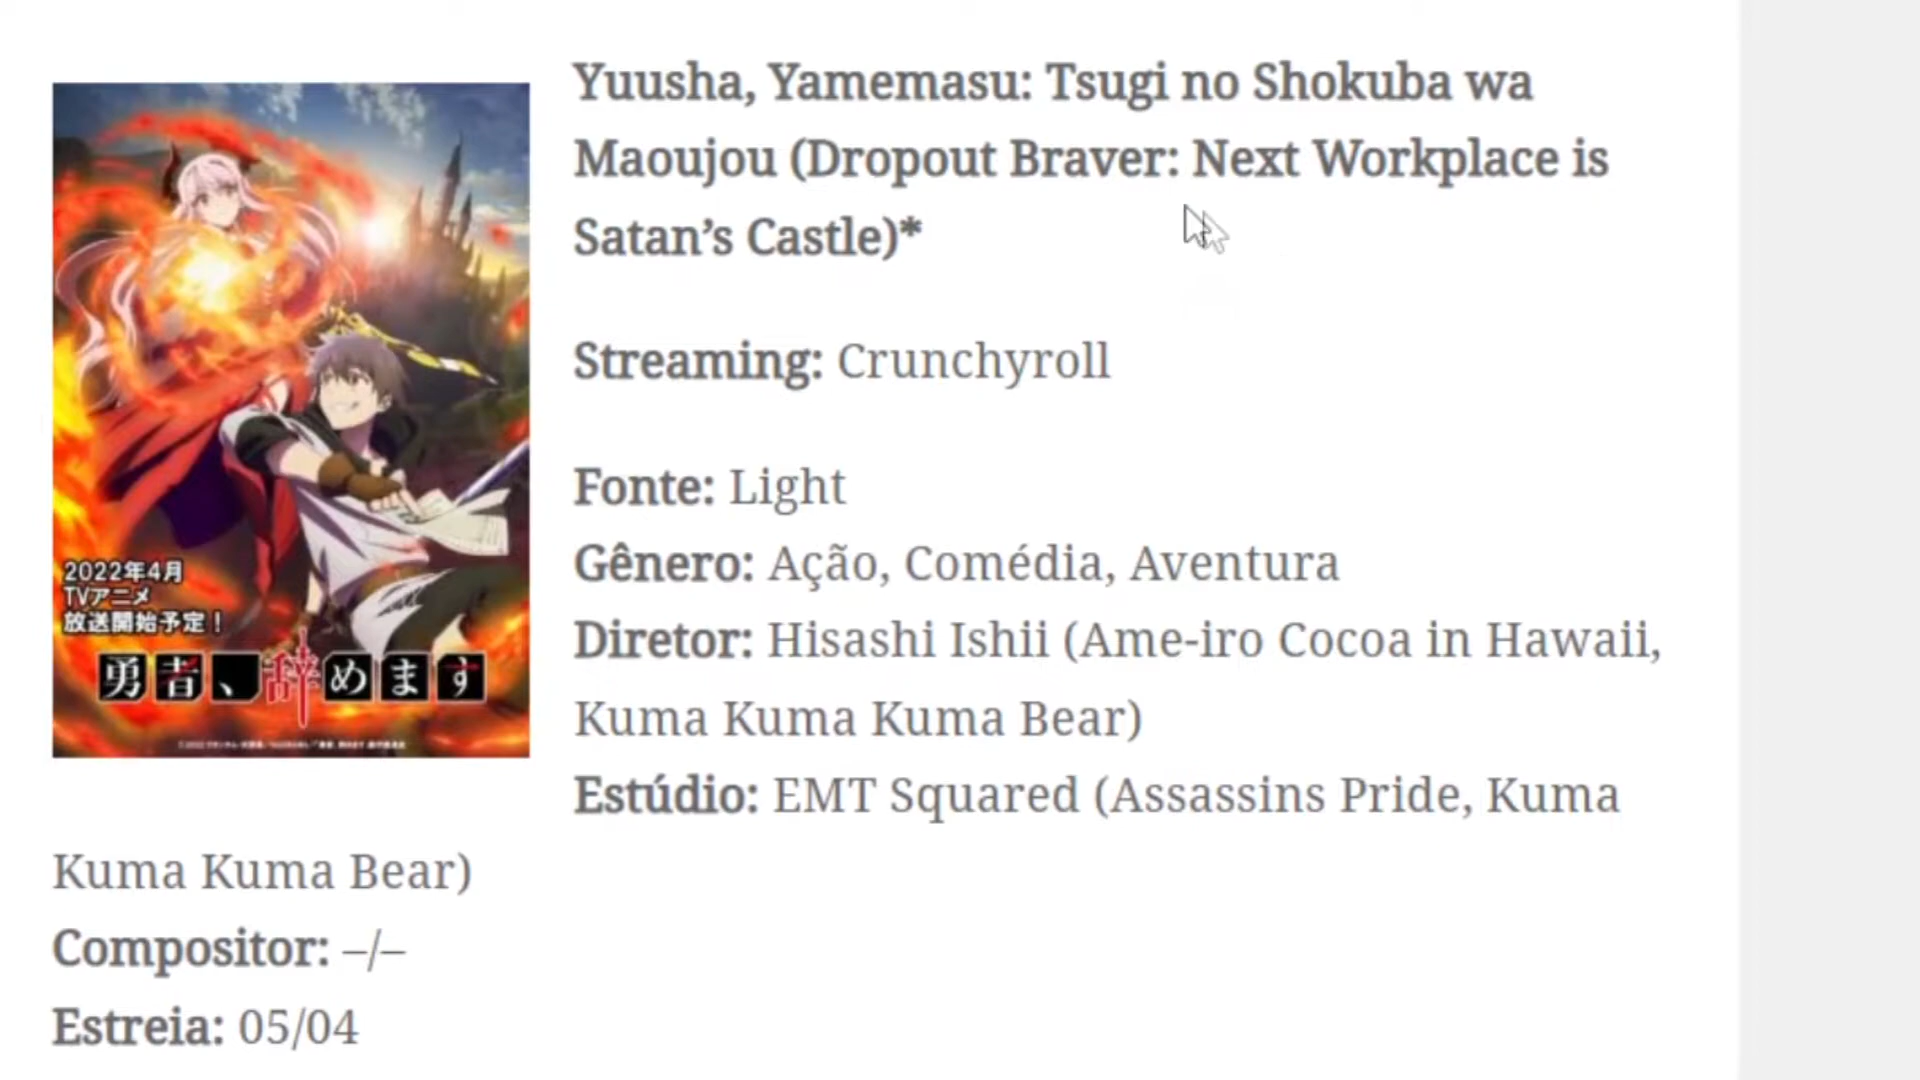 Yuusha, Yamemasu: Tsugi no Shokuba wa
Maoujou (Dropout Braver: Next Workplace is
Satan’s Castle)*
Streaming: Crunchyroll
Fonte: Light
Gênero: Ação, Comédia, Aventura
Diretor: Hisashi Ishii (Ame-iro Cocoa in Hawaii,
Kuma Kuma Kuma Bear)
Estúdio: EMT Squared (Assassins Pride, Kuma
Kuma Kuma Bear)
Compositor: –/–
Estreia: 05/04
2022年4月
TVアニメ
放送開始予定！
勇者、辞めます